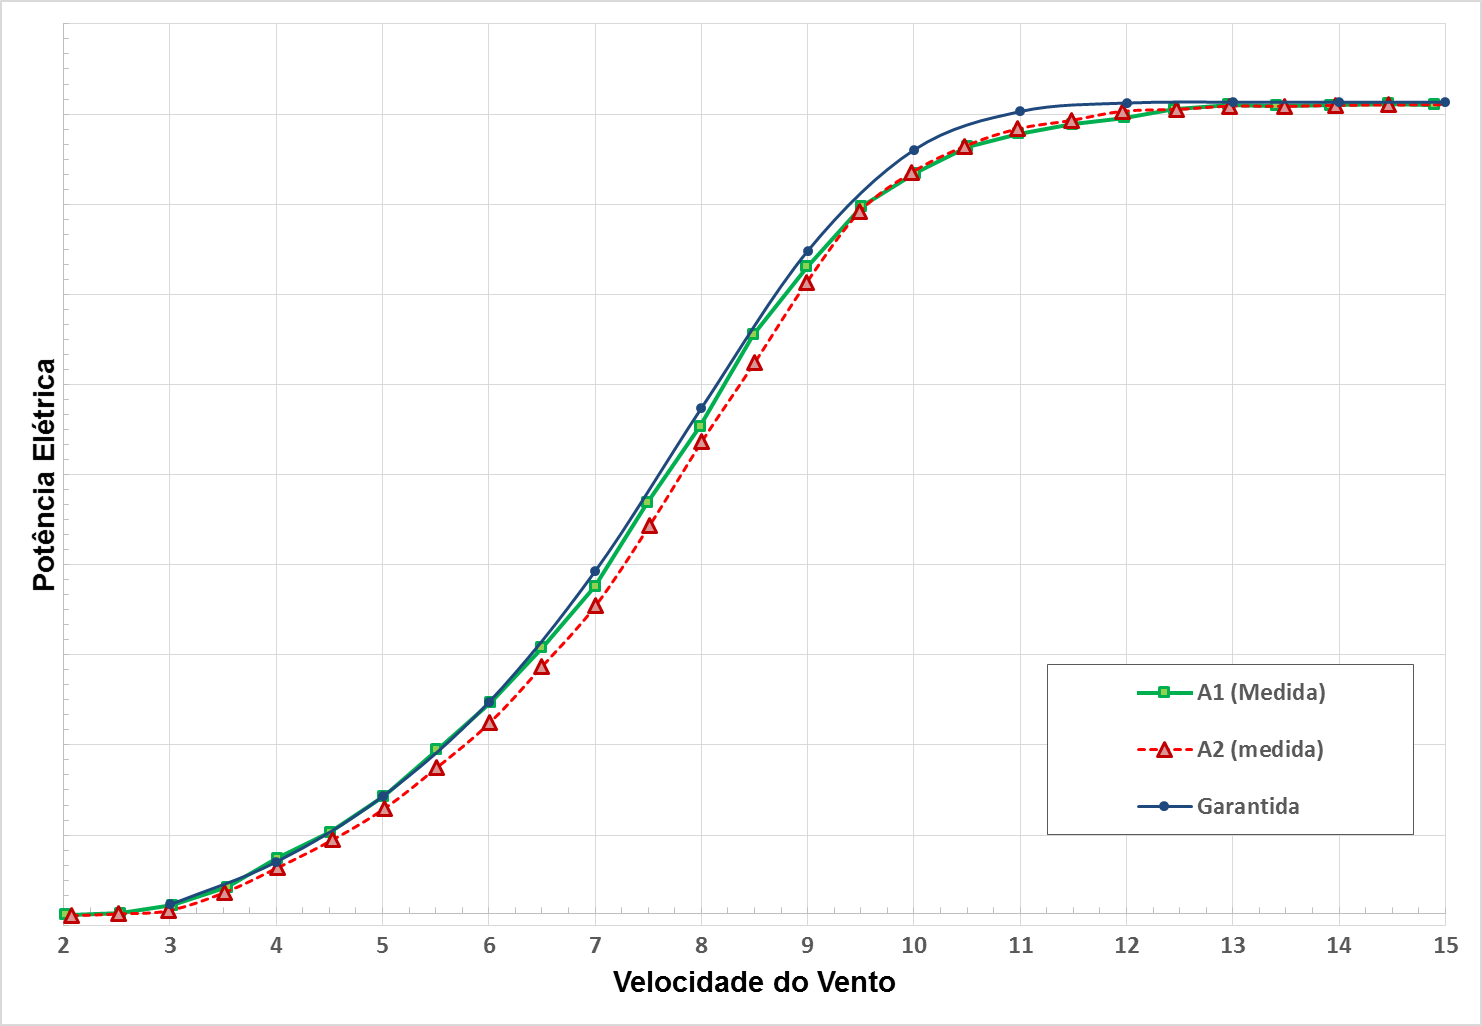 Potência Elétrica
A1 (Medida)
A2 (medida)
Garantida
2 3 4 5 6 7 8 9 10 11 12 13 14 15
Velocidade do Vento